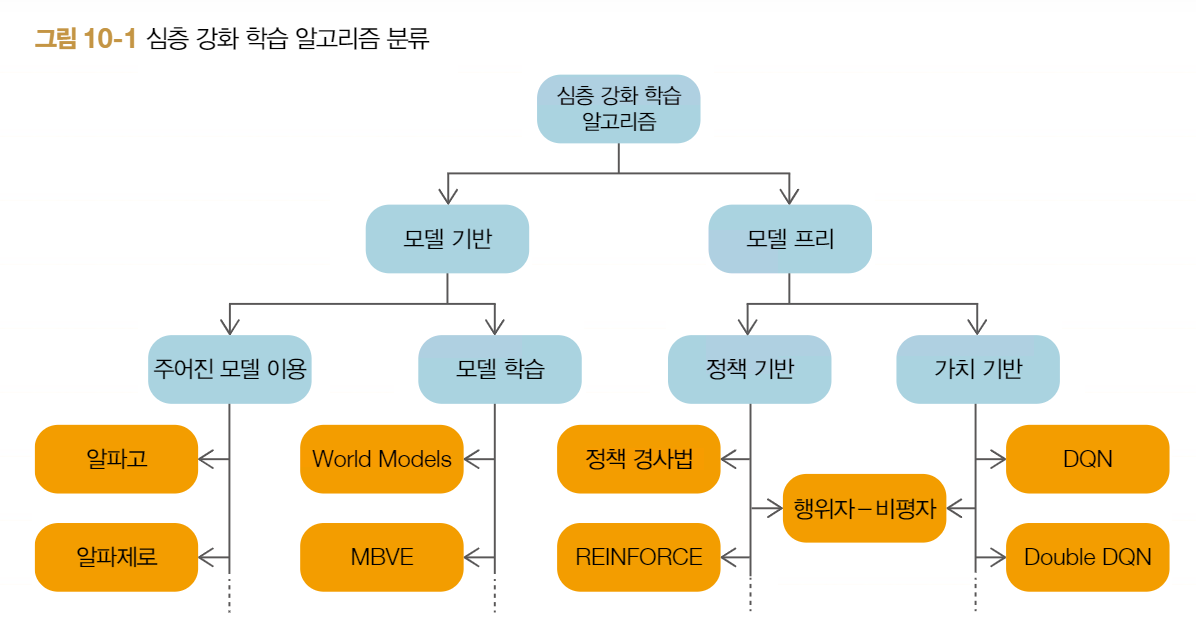 그림 10-1 심층 강화 학습 알고리즘 분류
심층 강화 학습
알고리즘
모델 기반
모델 프리
주어진 모델 이용
모델 학습
정책 기반
가치 기반
알파고
World Models
정책 경사법
DQN
행위자-비평자
알파제로
MBVE
REINFORCE
Double DQN